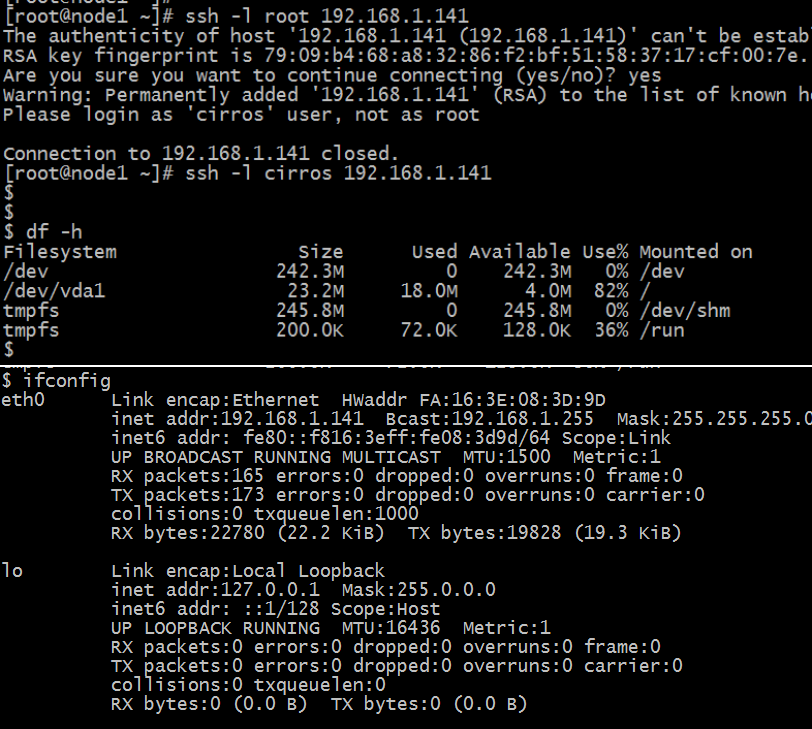 [root@node1 ~]# ssh -l root 192.168.1.141
The authenticity of host '192.168.1.141 (192.168.1.141)' can't be estab
RSA key fingerprint is 79:09:b4:68:a8:32:86:f2:bf:51:58:37:17:cf:00:7e.
Are you sure you want to continue connecting (yes/no)? yes
Warning: Permanently added '192.168.1.141' (RSA) to the list of known h
Please login as 'cirros' user, not as root
Connection to 192.168.1.141 closed.
[root@node1 ~]# ssh -l cirros 192.168.1.141
$
$
$ df -h
Filesystem Size Used Available Use% Mounted on
/dev 242.3M 0 242.3M 0% /dev
/dev/vda1 23.2M 18.0M 4.0M 82% /
tmpfs 245.8M 0 245.8M 0% /dev/shm
tmpfs 200.0K 72.0K 128.0K 36% /run
$
$ ifconfig
eth0 Link encap:Ethernet HWaddr FA:16:3E:08:3D:9D
inet addr:192.168.1.141 Bcast:192.168.1.255 Mask:255.255.255.0
inet6 addr: fe80::f816:3eff:fe08:3d9d/64 Scope:Link
UP BROADCAST RUNNING MULTICAST MTU:1500 Metric:1
RX packets:165 errors:0 dropped:0 overruns:0 frame:0
TX packets:173 errors:0 dropped:0 overruns:0 carrier:0
collisions:0 txqueuelen:1000
RX bytes:22780 (22.2 KiB) TX bytes:19828 (19.3 KiB)
lo Link encap:Local Loopback
inet addr:127.0.0.1 Mask:255.0.0.0
inet6 addr: ::1/128 Scope:Host
UP LOOPBACK RUNNING MTU:16436 Metric:1
RX packets:0 errors:0 dropped:0 overruns:0 frame:0
TX packets:0 errors:0 dropped:0 overruns:0 carrier:0
collisions:0 txqueuelen:0
RX bytes:0 (0.0 B) TX bytes:0 (0.0 B)